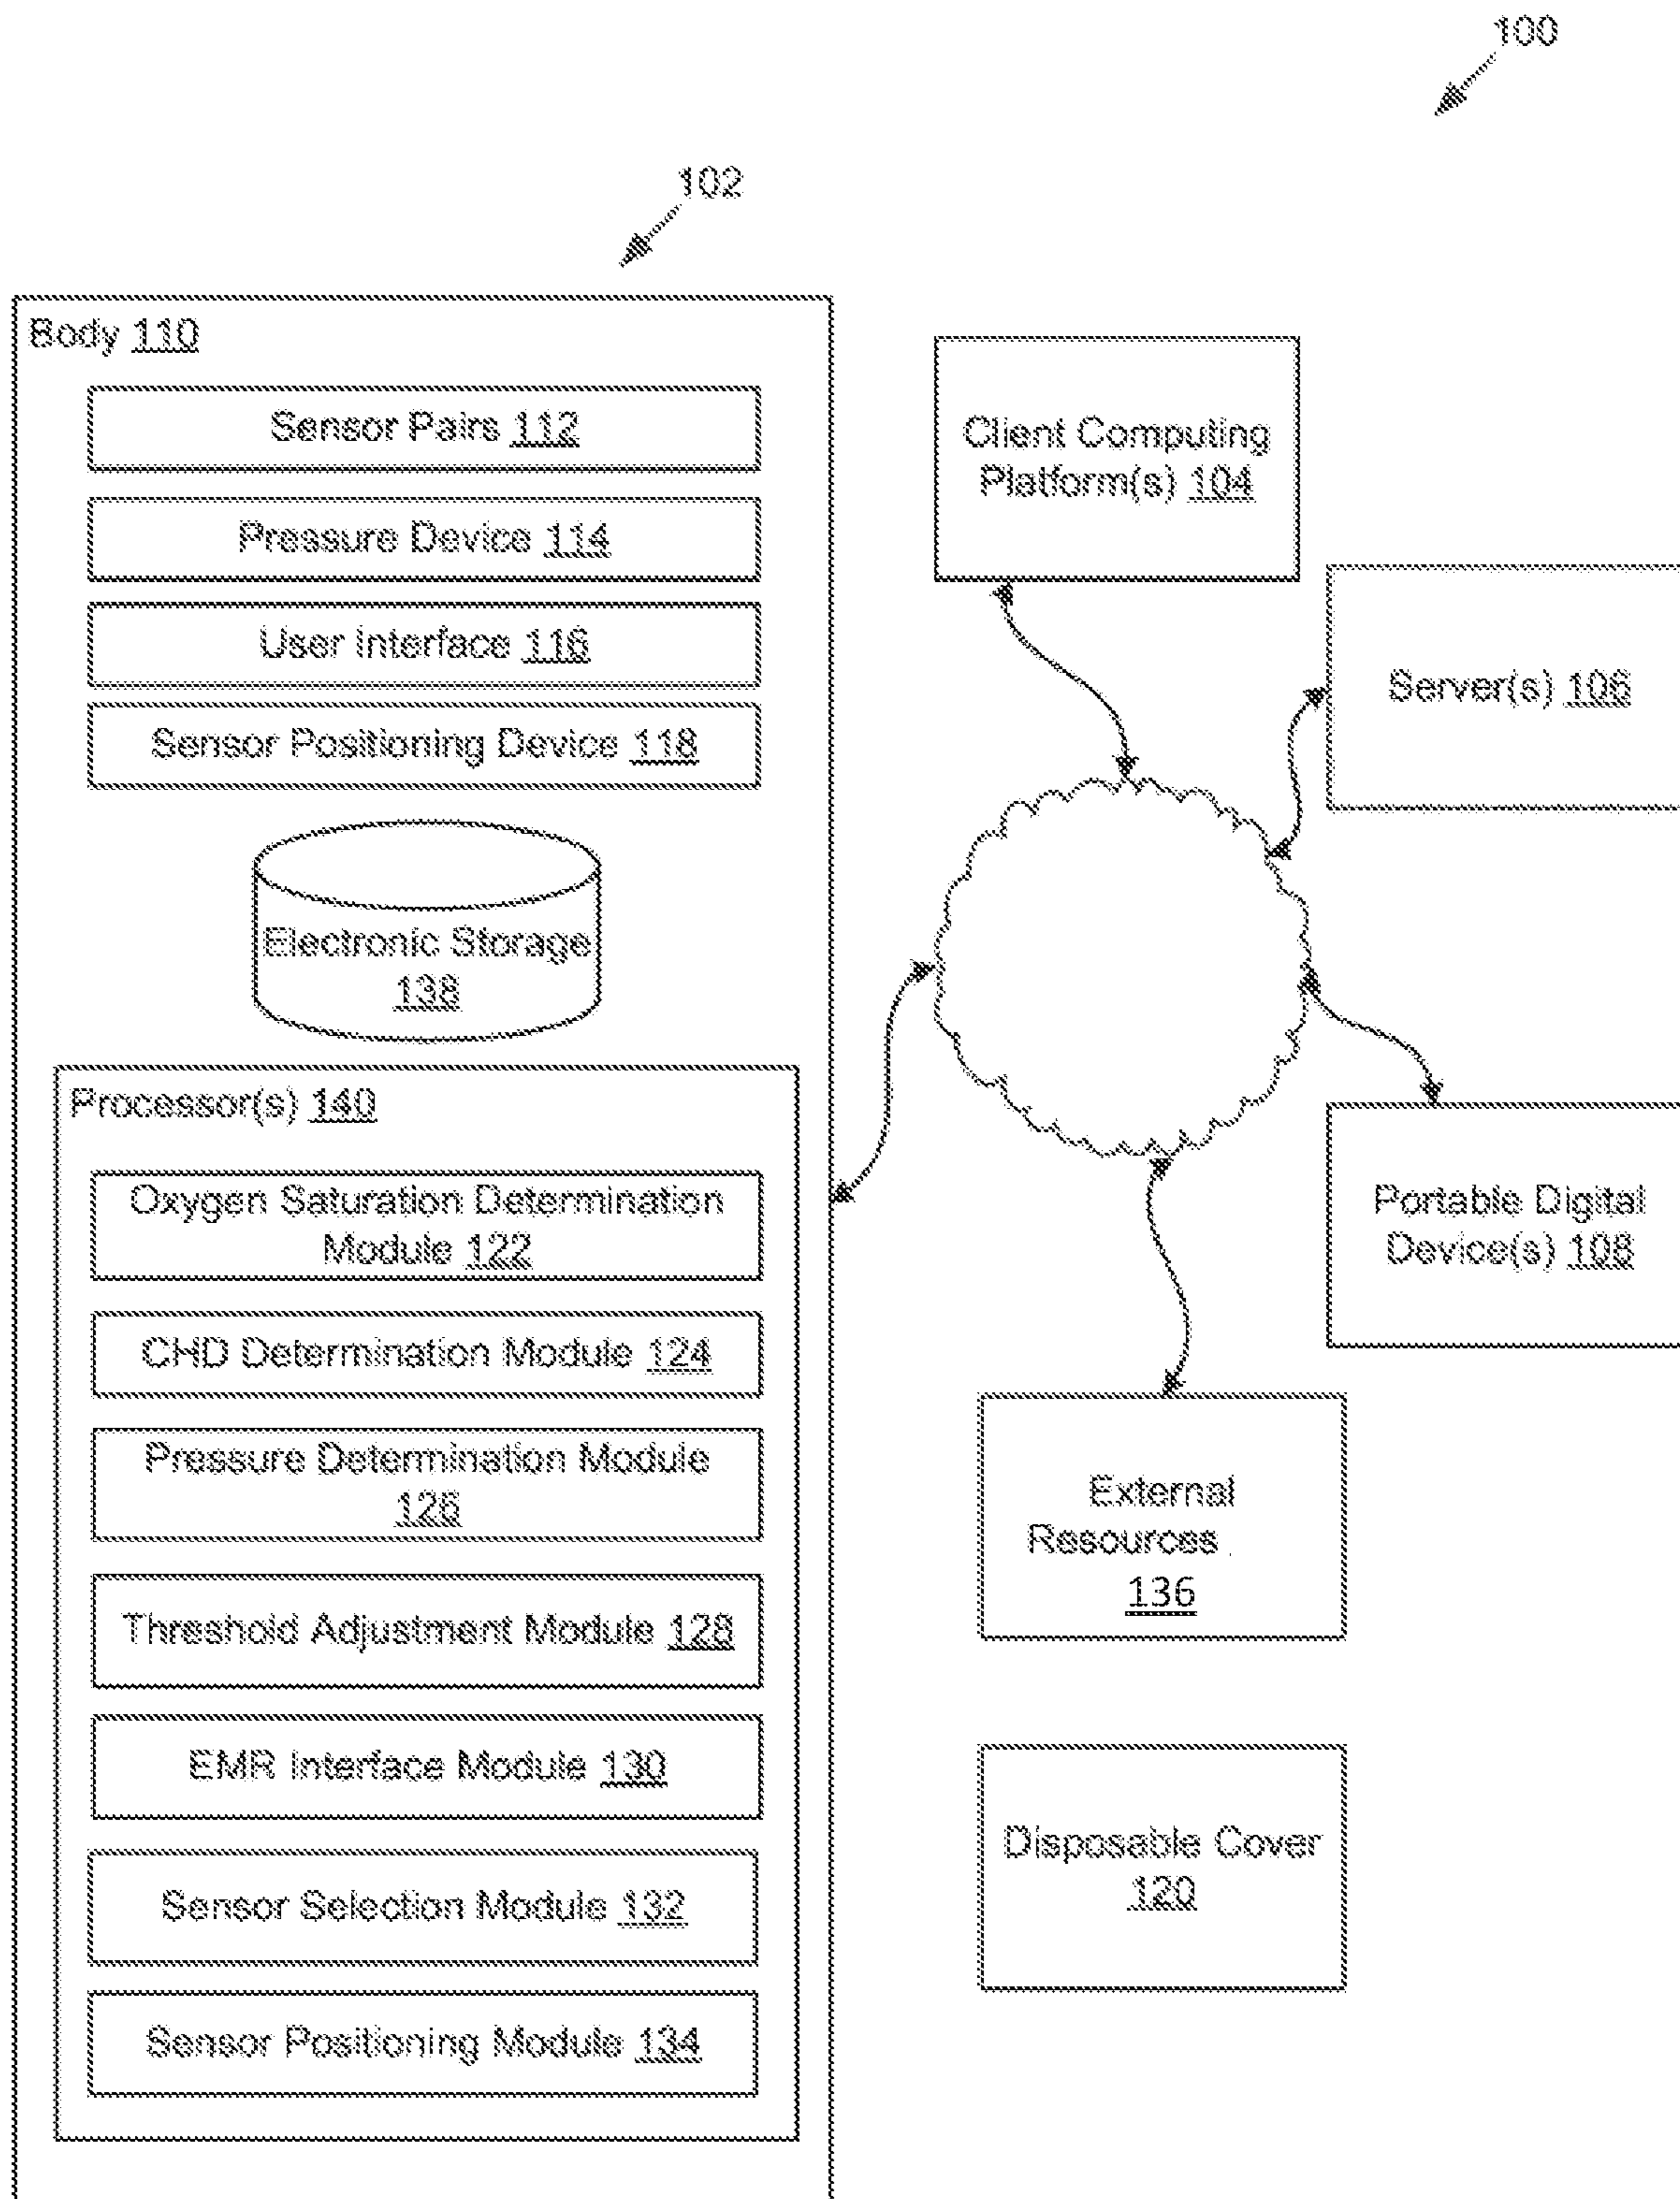 100
102
Body 110
Sensor Pairs 112
Pressure Device 114
User Interface 116
Sensor Positioning Device 118
Electronic Storage
138
Processor(s) 140
Oxygen Saturation Determination
Module 122
CHD Determination Module 124
Pressure Determination Module
126
Threshold Adjustment Module 128
EMR Interface Module 130
Sensor Selection Module 132
Sensor Positioning Module 134
Client Computing
Platform(s) 104
Server(s) 106
Portable Digital
Device(s) 108
External
Resources
136
Disposable Cover
120